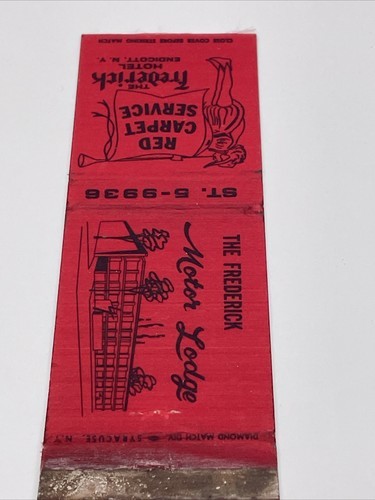 CLOSE COVER BEFORE STRIKING MATCH
THE
Frederick
HOTEL
ENDICOTT, N. Y.
RED
CARPET
SERVICE
ST. 5-9936
THE FREDERICK
Motor Lodge
DIAMOND MATCH DIV. SYRACUSE, N.Y.